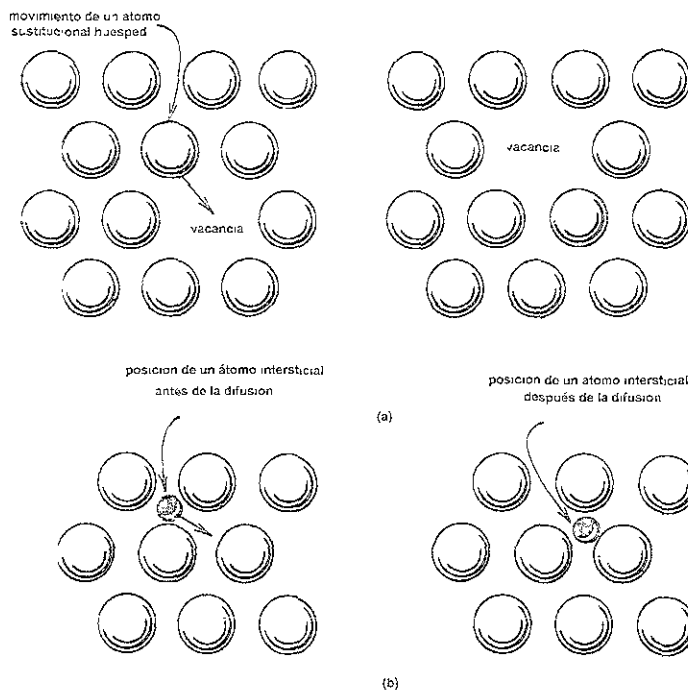 movimiento de un átomo
sustitucional huesped
vacancia
vacancia
posicion de un átomo intersticial
antes de la difusion
posicion de un atomo intersticial
después de la difusion
(a)
(b)